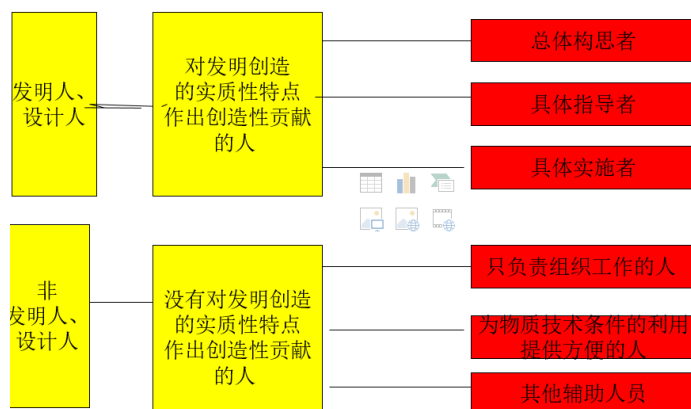 发明人、
设计人
对发明创造
的实质性特点
作出创造性贡献
的人
总体构思者
具体指导者
具体实施者
非
发明人、
设计人
没有对发明创造
的实质性特点
作出创造性贡献
的人
只负责组织工作的人
为物质技术条件的利用
提供方便的人
其他辅助人员